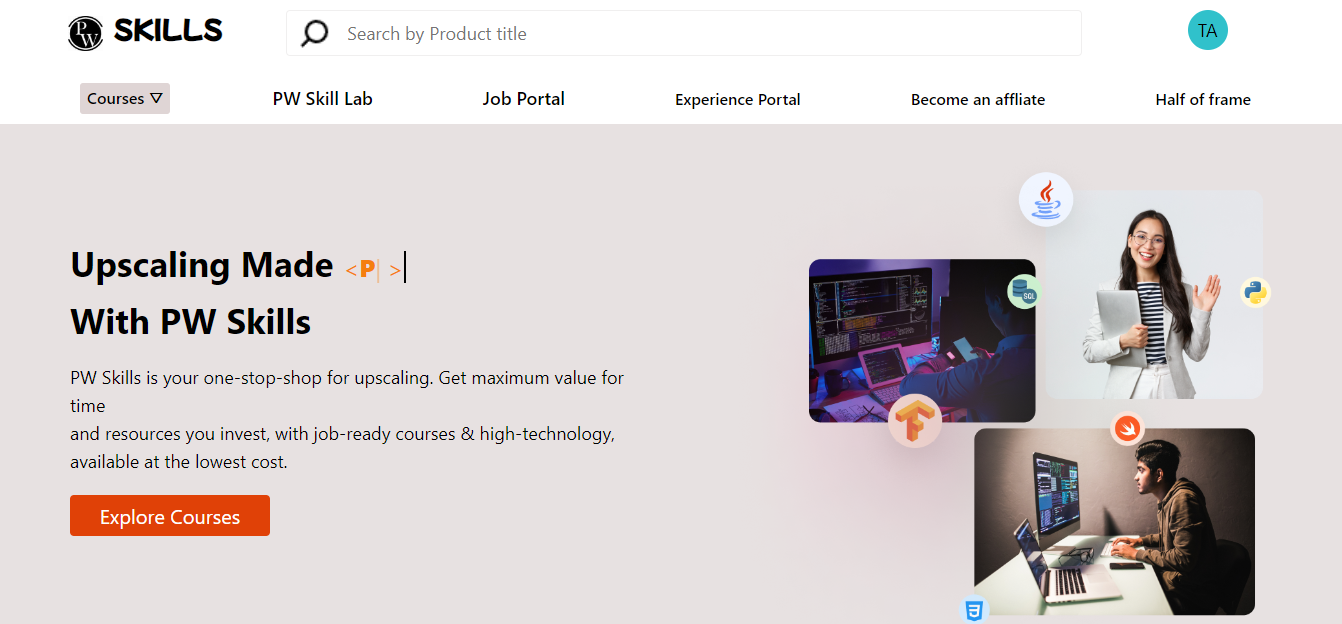 PW SKILLS
Search by Product title
TA
Courses ▽
PW Skill Lab
Job Portal
Experience Portal
Become an affliate
Half of frame
Upscaling Made <P| >|
With PW Skills
PW Skills is your one-stop-shop for upscaling. Get maximum value for
time
and resources you invest, with job-ready courses & high-technology,
available at the lowest cost.
Explore Courses
SQL